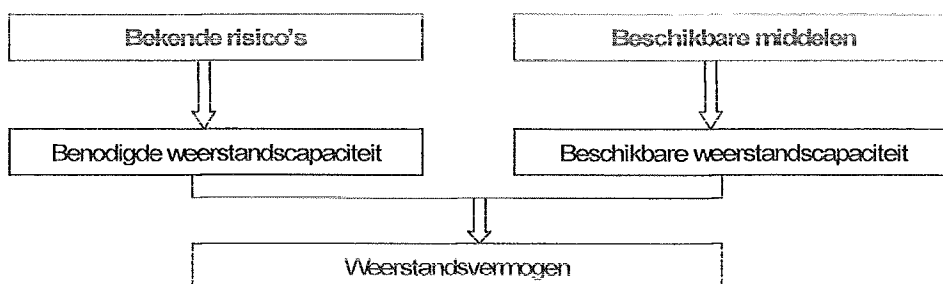 Bekende risico's
Beschikbare middelen
Benodigde weerstandscapaciteit
Beschikbare weerstandscapaciteit
Weerstandsvermogen